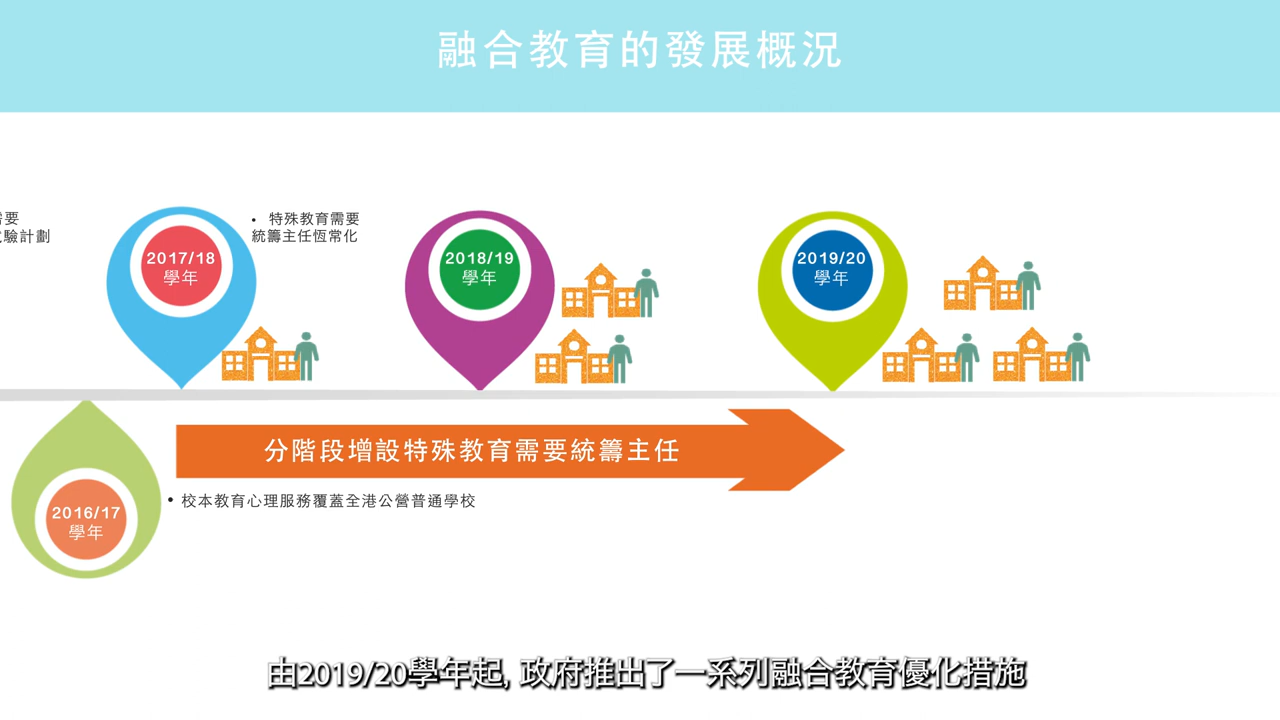 融合教育的發展概況
需要
試驗計劃
2017/18
學年
• 特殊教育需要
統籌主任恆常化
2018/19
學年
2019/20
學年
分階段增設特殊教育需要統籌主任
2016/17
學年
• 校本教育心理服務覆蓋全港公營普通學校
由2019/20學年起, 政府推出了一系列融合教育優化措施